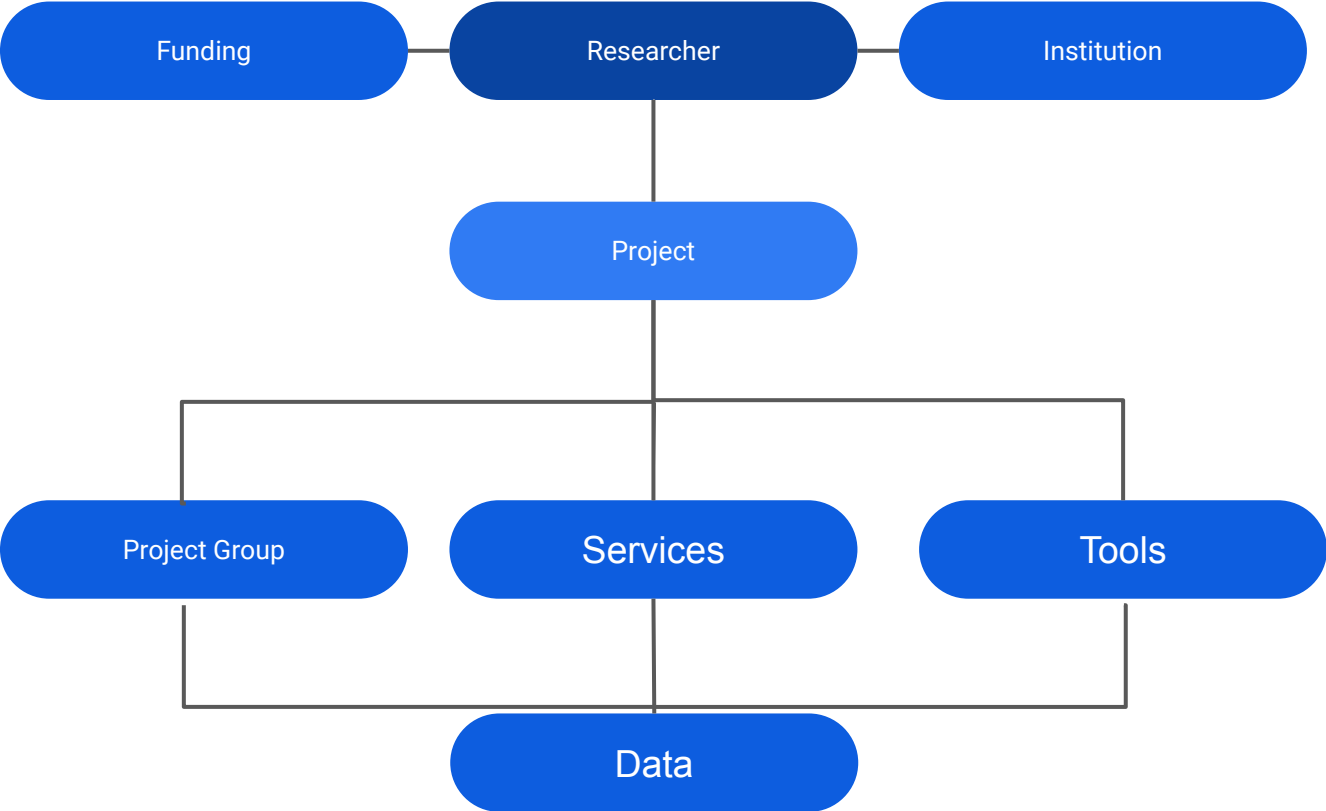 Funding
Researcher
Institution
Project
Project Group
Services
Tools
Data